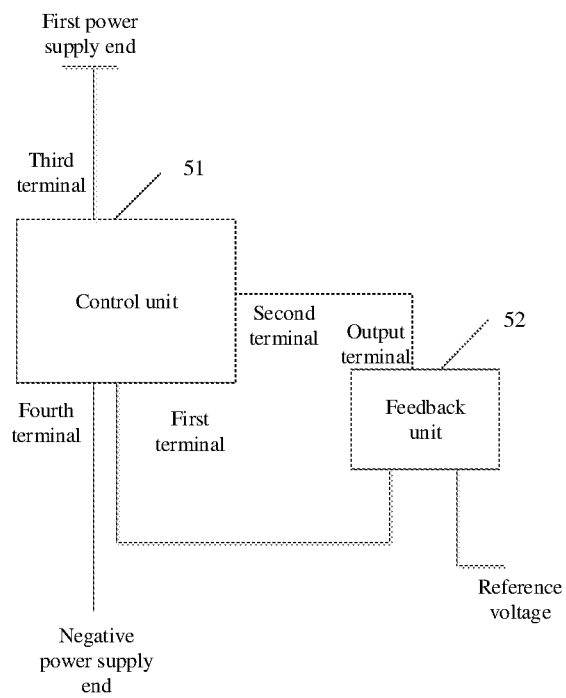 First power
supply end
Third
terminal
51
Control unit
Second
terminal
Output
terminal
52
Feedback
unit
Fourth
terminal
First
terminal
Reference
voltage
Negative
power supply
end